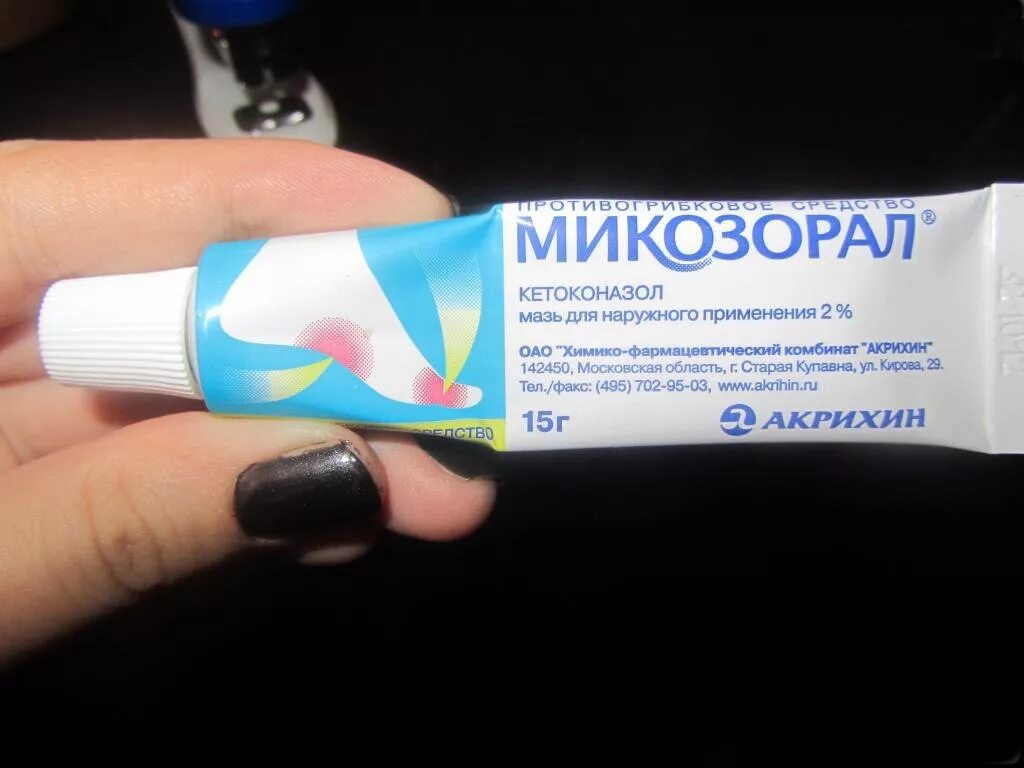 ПРОТИВОГРИБКОВОЕ СРЕДСТВО
МИКОЗОРАЛ®
КЕТОКОНАЗОЛ
мазь для наружного применения 2 %
ОАО "Химико-фармацевтический комбинат "АКРИХИН"
142450, Московская область, г. Старая Купавна, ул. Кирова, 29.
Тел./факс: (495) 702-95-03, www.akrihin.ru
15г
АКРИХИН
СРЕДСТВО